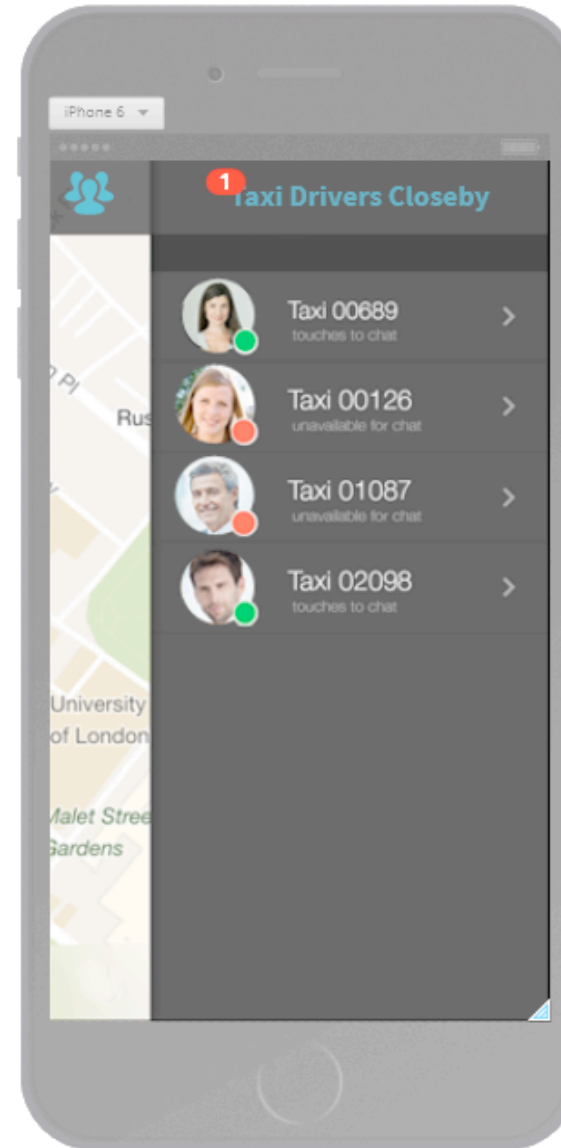 iPhone 6
1
Taxi Drivers Closeby
Taxi 00689
touches to chat
Taxi 00126
unavailable for chat
Rus
Taxi 01087
unavailable for chat
Taxi 02098
touches to chat
University
of London
Malet Stree
Gardens